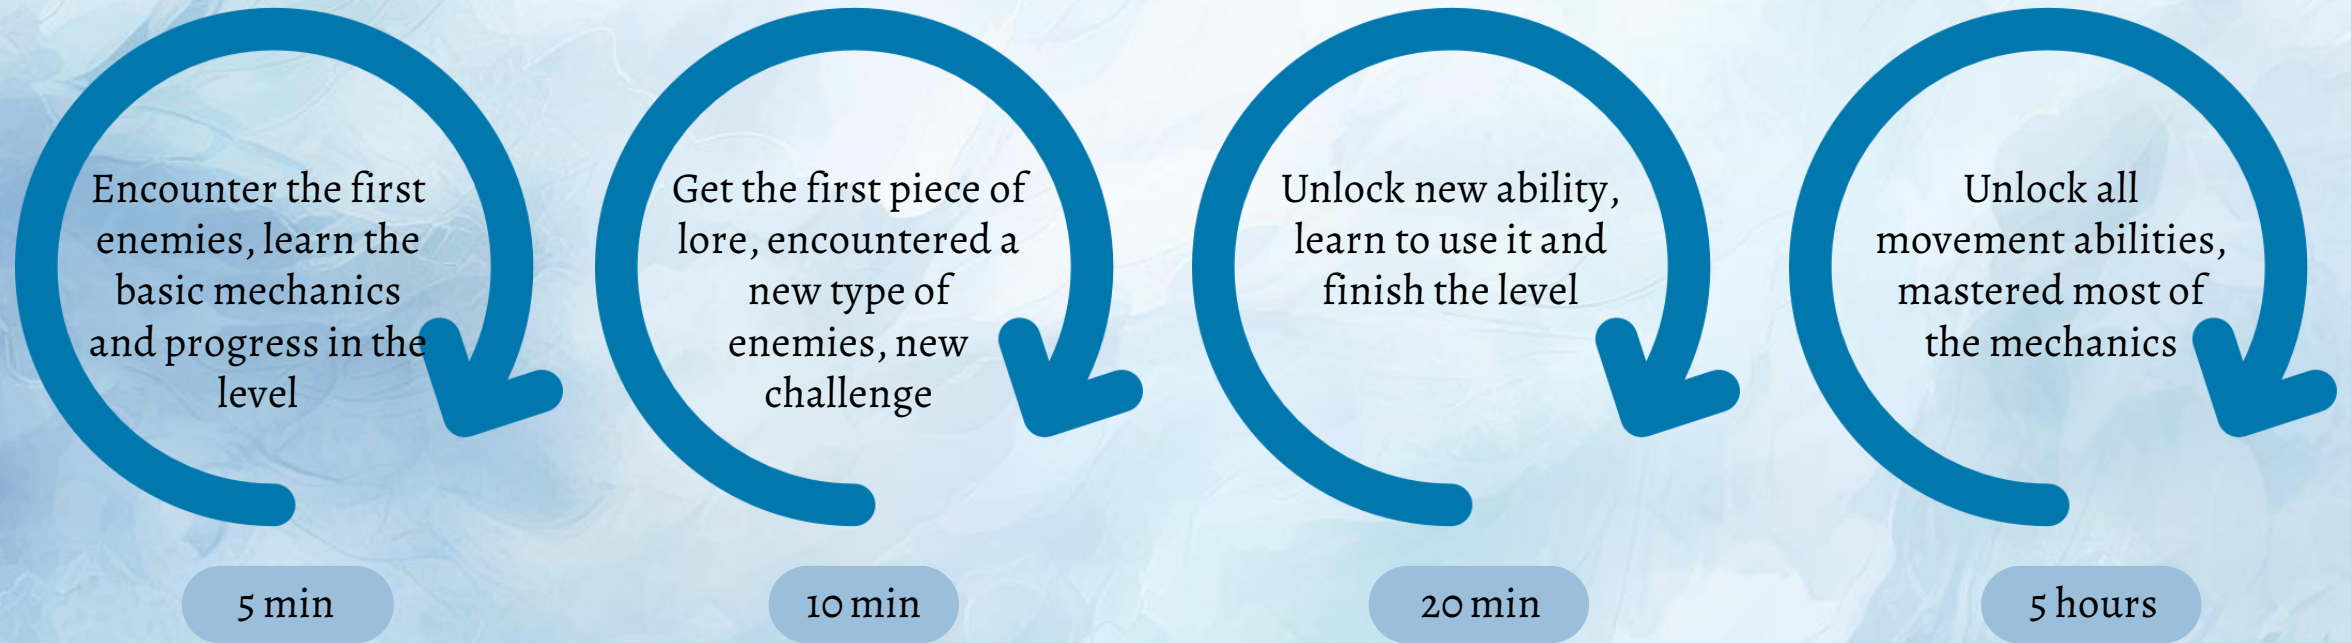 Encounter the first
enemies, learn the
basic mechanics
and progress in the
level
5 min
Get the first piece of
lore, encountered a
new type of
enemies, new
challenge
10 min
Unlock new ability,
learn to use it and
finish the level
20 min
Unlock all
movement abilities,
mastered most of
the mechanics
5 hours